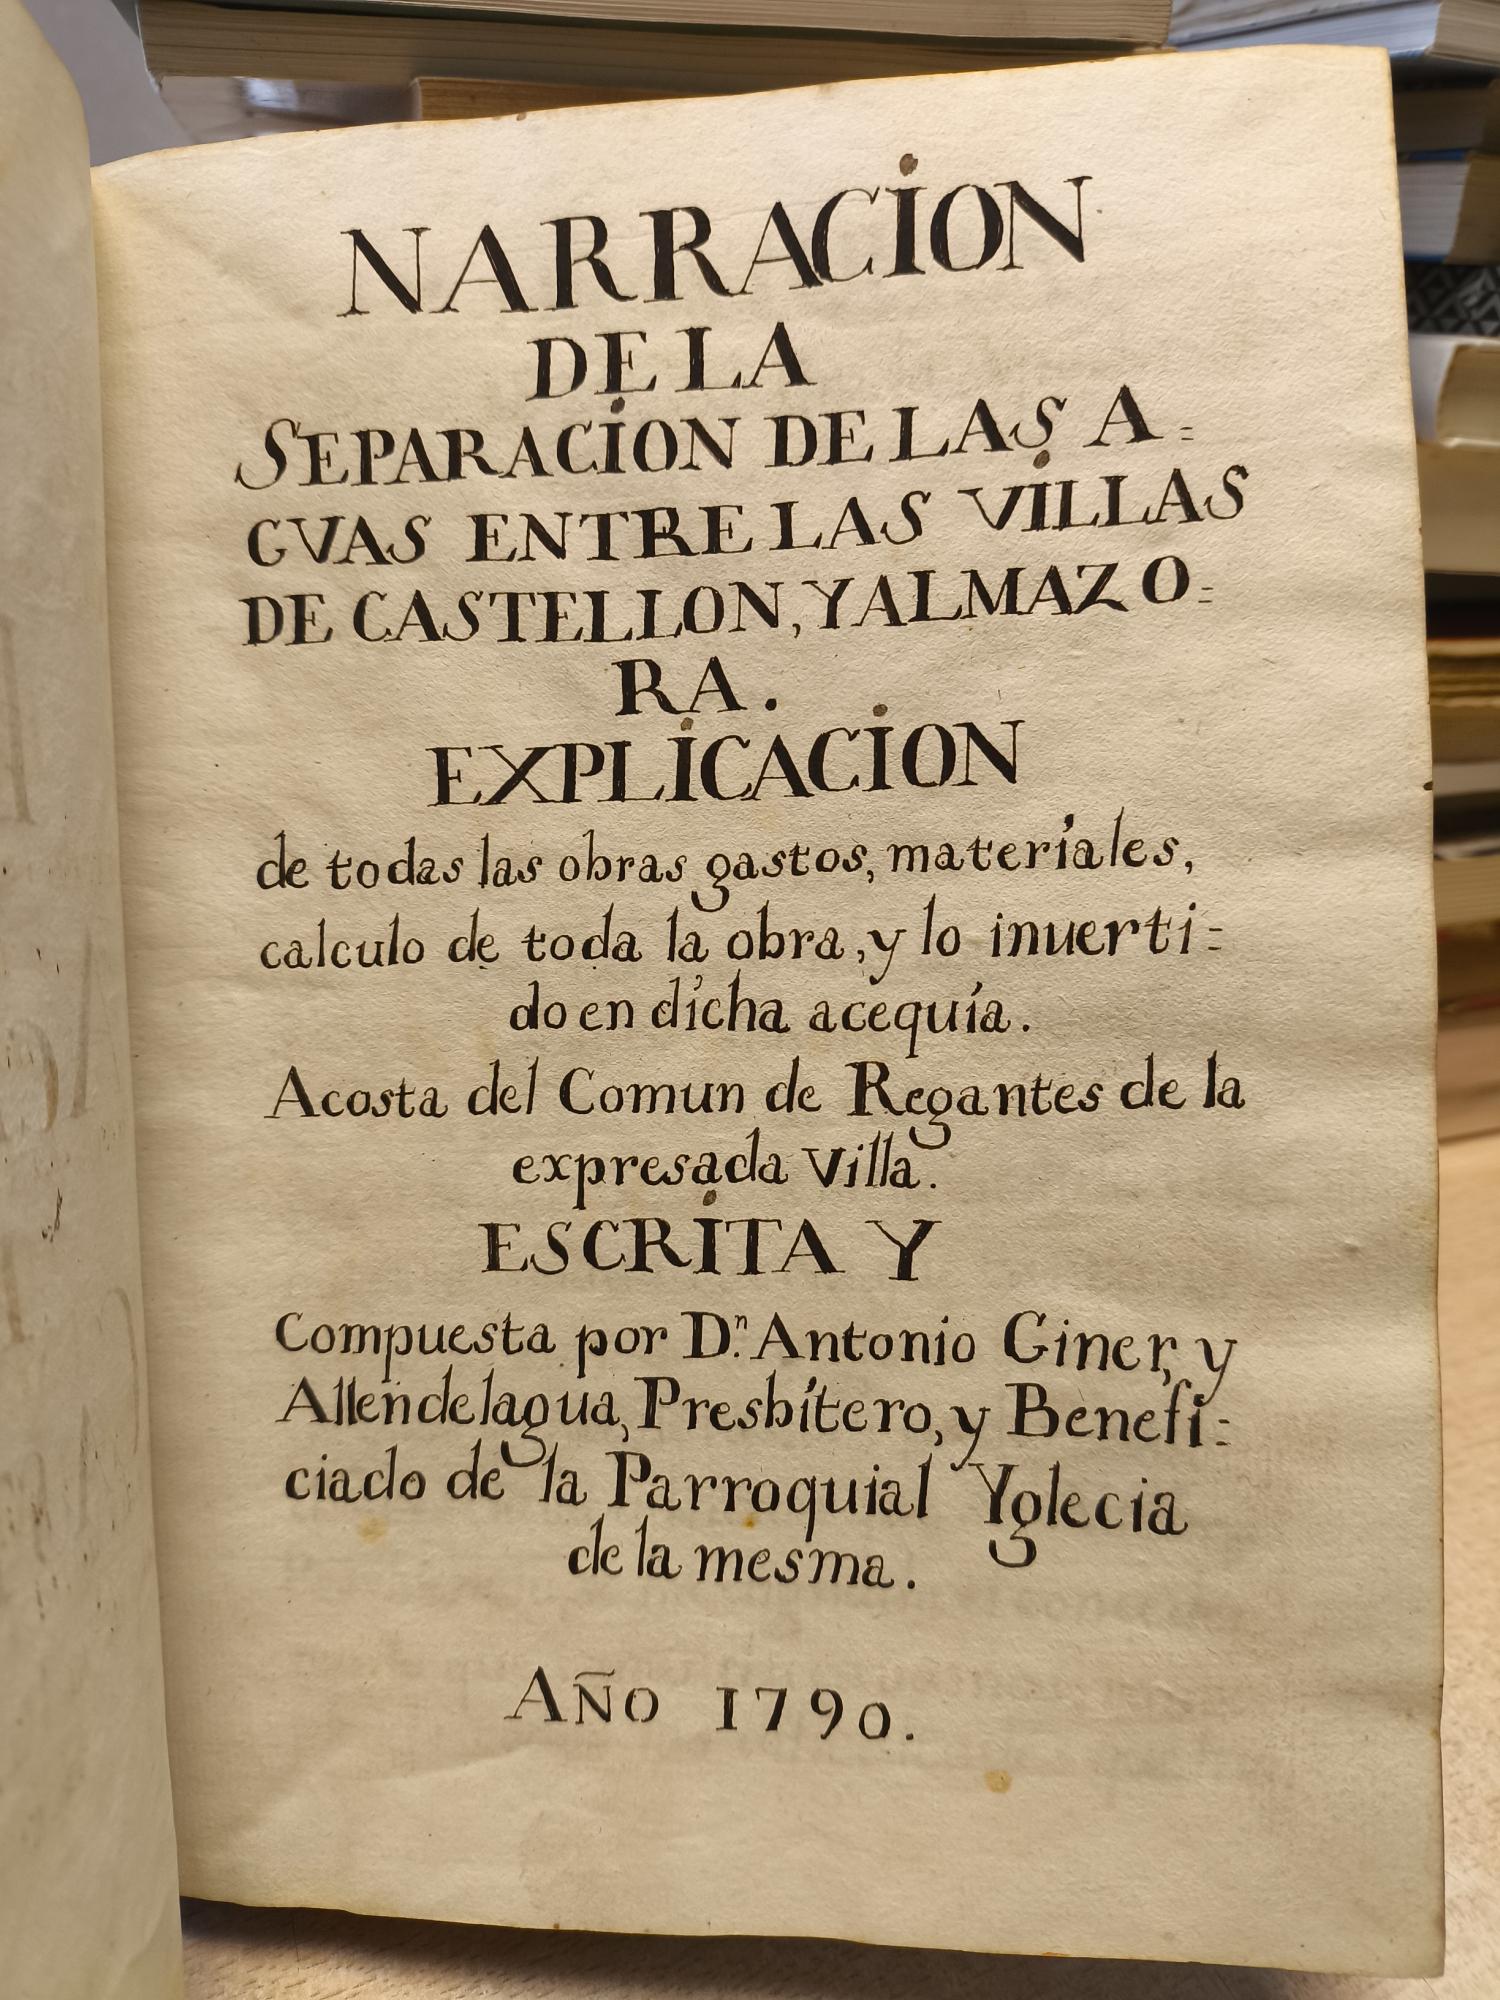 NARRACION
DE LA
SEPARACION DE LAS A=
GVAS ENTRE LAS VILLAS
DE CASTELLON, Y ALMAZO=
RA.
EXPLICACION
de todas las obras gastos, materiales,
calculo de toda la obra, y lo inuerti=
do en dicha acequia.
Acosta del Comun de Regantes de la
expresada Villa.
ESCRITA Y
Compuesta por D.ⁿ Antonio Giner, y
Allendelagua, Presbitero, y Benefi=
ciado de la Parroquial Yglecia
de la mesma.
AÑO 1790.